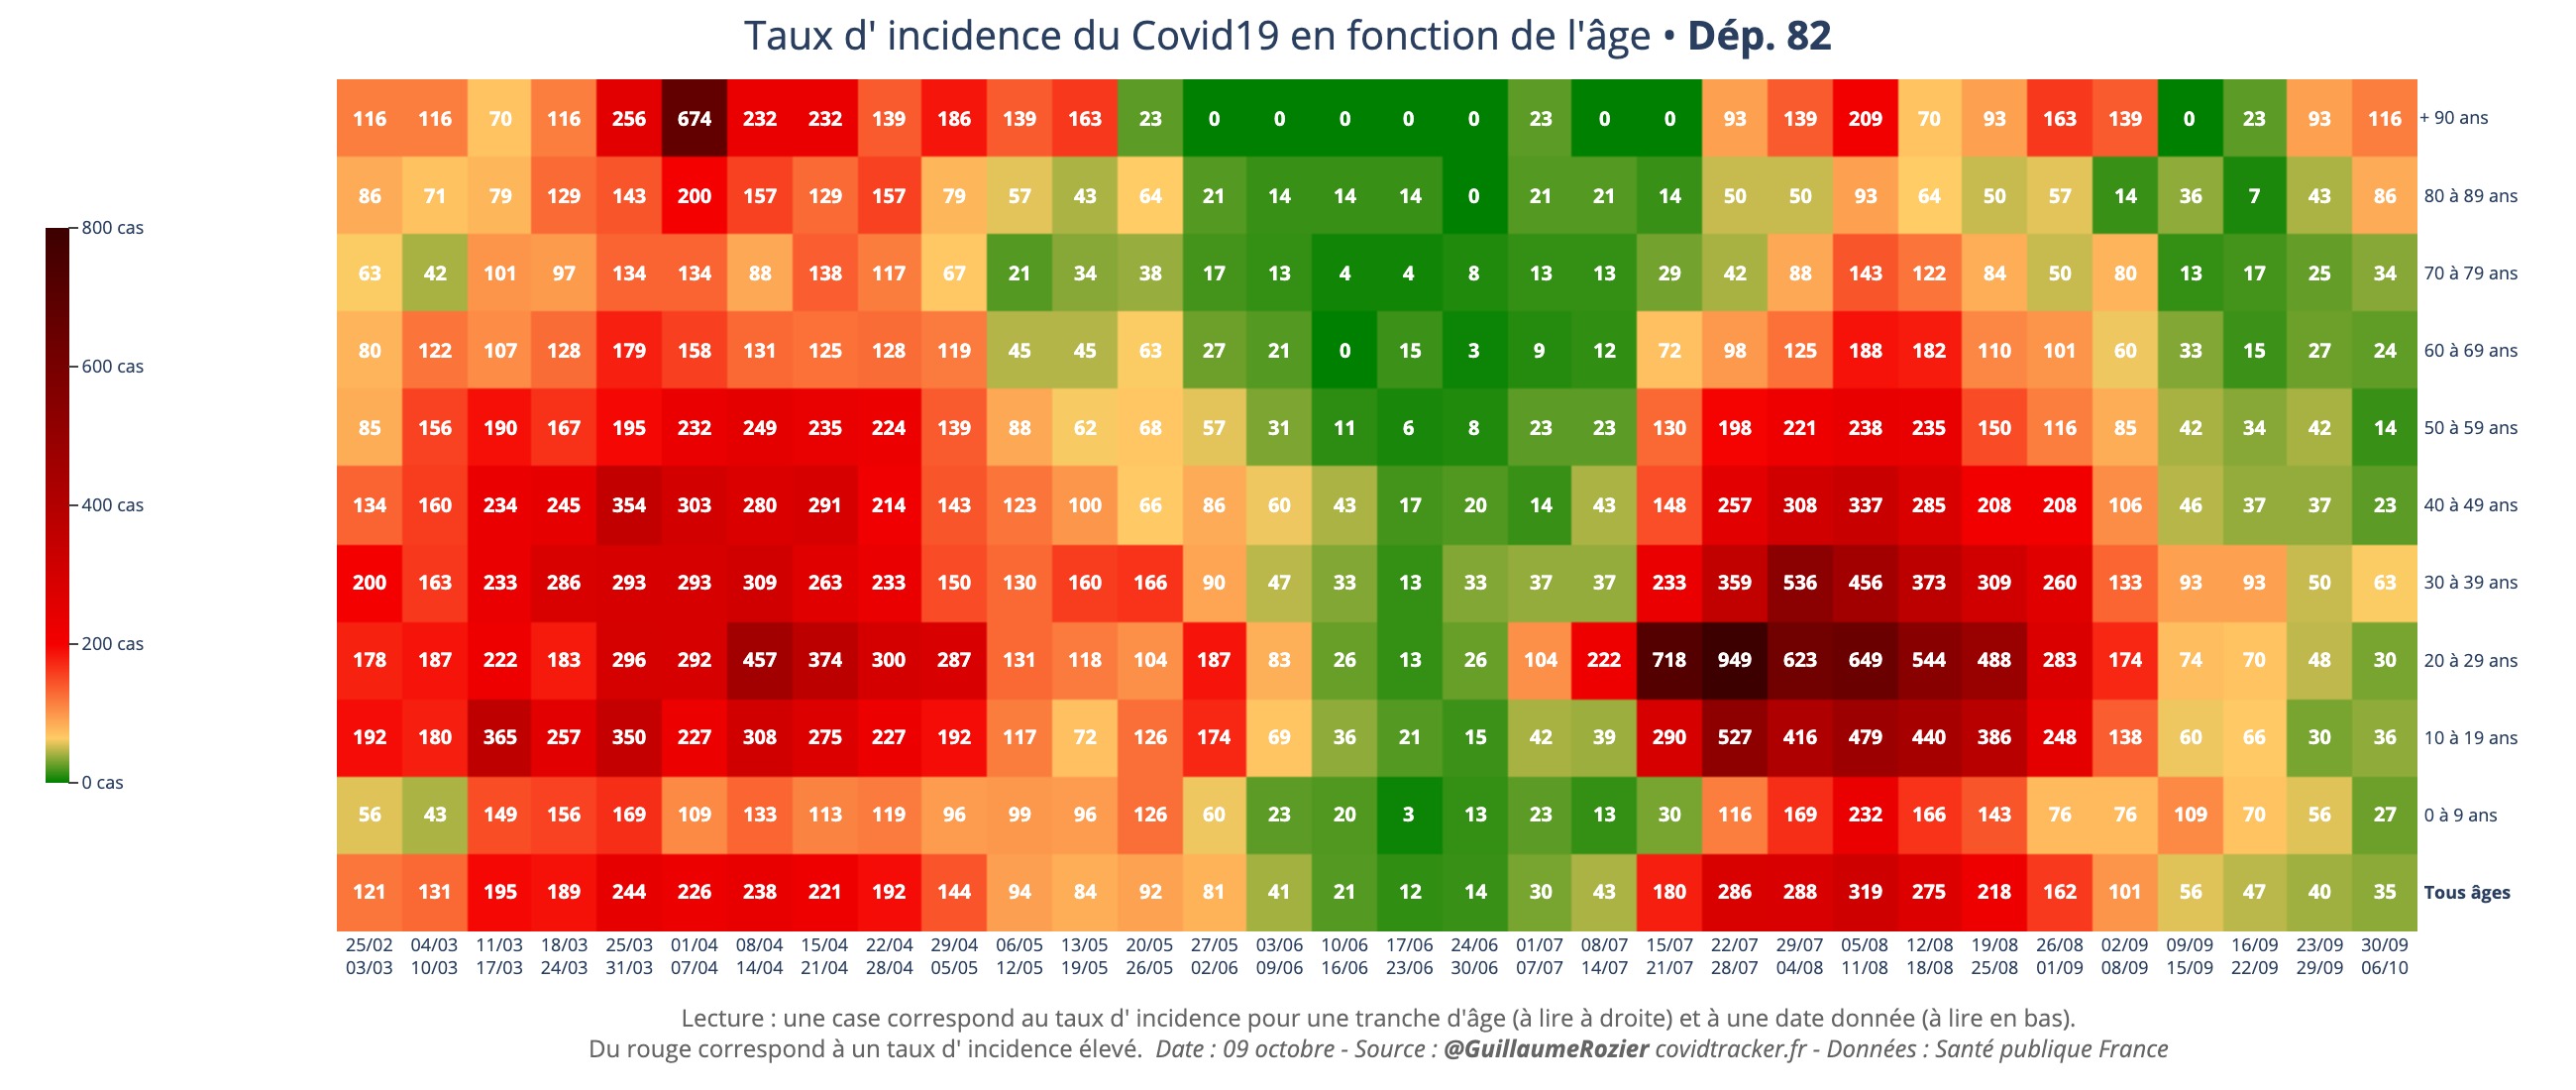 Taux d' incidence du Covid19 en fonction de l'âge • Dép. 82
116 116 70 116 256 674 232 232 139 186 139 163 23 0 0 0 0 0 23 0 0 93 139 209 70 93 163 139 0 23 93 116 + 90 ans
86 71 79 129 143 200 157 129 157 79 57 43 64 21 14 14 14 0 21 21 14 50 50 93 64 50 57 14 36 7 43 86 80 à 89 ans
800 cas
63 42 101 97 134 134 88 138 117 67 21 34 38 17 13 4 4 8 13 13 29 42 88 143 122 84 50 80 13 17 25 34 70 à 79 ans
80 122 107 128 179 158 131 125 128 119 45 45 63 27 21 0 15 3 9 12 72 98 125 188 182 110 101 60 33 15 27 24 60 à 69 ans
600 cas
85 156 190 167 195 232 249 235 224 139 88 62 68 57 31 11 6 8 23 23 130 198 221 238 235 150 116 85 42 34 42 14 50 à 59 ans
400 cas
134 160 234 245 354 303 280 291 214 143 123 100 66 86 60 43 17 20 14 43 148 257 308 337 285 208 208 106 46 37 37 23 40 à 49 ans
200 163 233 286 293 293 309 263 233 150 130 160 166 90 47 33 13 33 37 37 233 359 536 456 373 309 260 133 93 93 50 63 30 à 39 ans
200 cas
178 187 222 183 296 292 457 374 300 287 131 118 104 187 83 26 13 26 104 222 718 949 623 649 544 488 283 174 74 70 48 30 20 à 29 ans
192 180 365 257 350 227 308 275 227 192 117 72 126 174 69 36 21 15 42 39 290 527 416 479 440 386 248 138 60 66 30 36 10 à 19 ans
0 cas
56 43 149 156 169 109 133 113 119 96 99 96 126 60 23 20 3 13 23 13 30 116 169 232 166 143 76 76 109 70 56 27 0 à 9 ans
121 131 195 189 244 226 238 221 192 144 94 84 92 81 41 21 12 14 30 43 180 286 288 319 275 218 162 101 56 47 40 35 Tous âges
25/02 04/03 11/03 18/03 25/03 01/04 08/04 15/04 22/04 29/04 06/05 13/05 20/05 27/05 03/06 10/06 17/06 24/06 01/07 08/07 15/07 22/07 29/07 05/08 12/08 19/08 26/08 02/09 09/09 16/09 23/09 30/09
03/03 10/03 17/03 24/03 31/03 07/04 14/04 21/04 28/04 05/05 12/05 19/05 26/05 02/06 09/06 16/06 23/06 30/06 07/07 14/07 21/07 28/07 04/08 11/08 18/08 25/08 01/09 08/09 15/09 22/09 29/09 06/10
Lecture : une case correspond au taux d' incidence pour une tranche d'âge (à lire à droite) et à une date donnée (à lire en bas).
Du rouge correspond à un taux d' incidence élevé. Date : 09 octobre - Source : @GuillaumeRozier covidtracker.fr - Données : Santé publique France